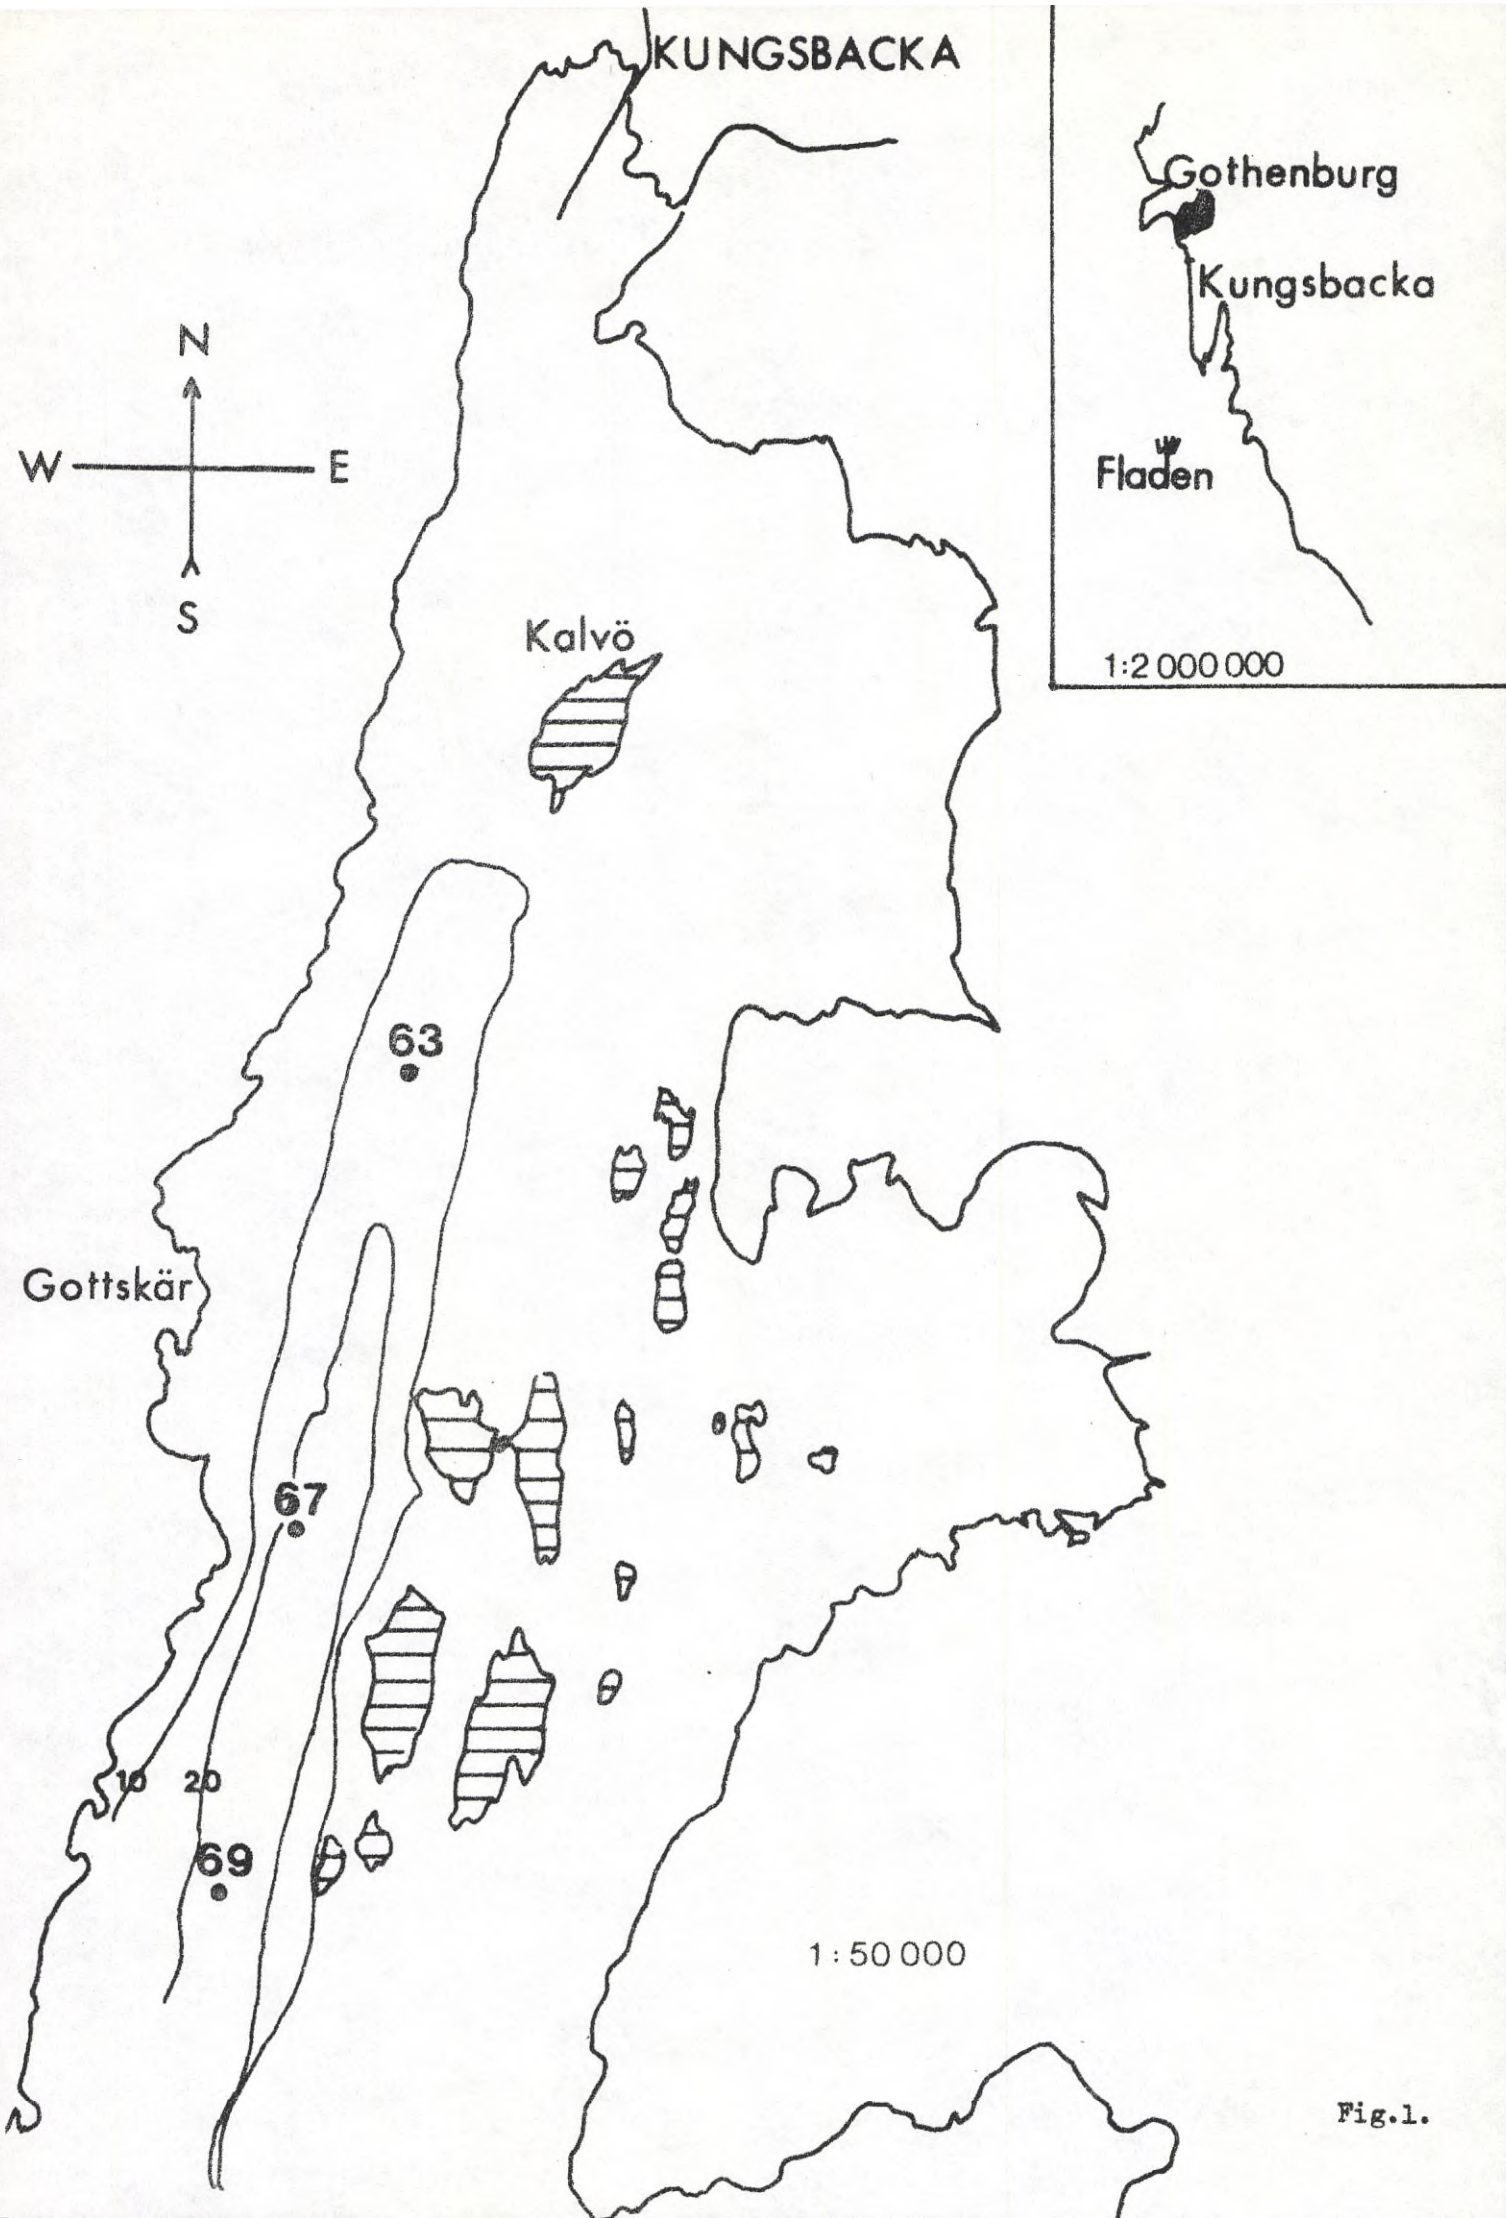 KUNGSBACKA
Gothenburg
Kungsbacka
Fladen
1:2 000 000
N
W
E
S
Kalvö
63
Gottskär
67
10
20
69
1:50 000
Fig.1.